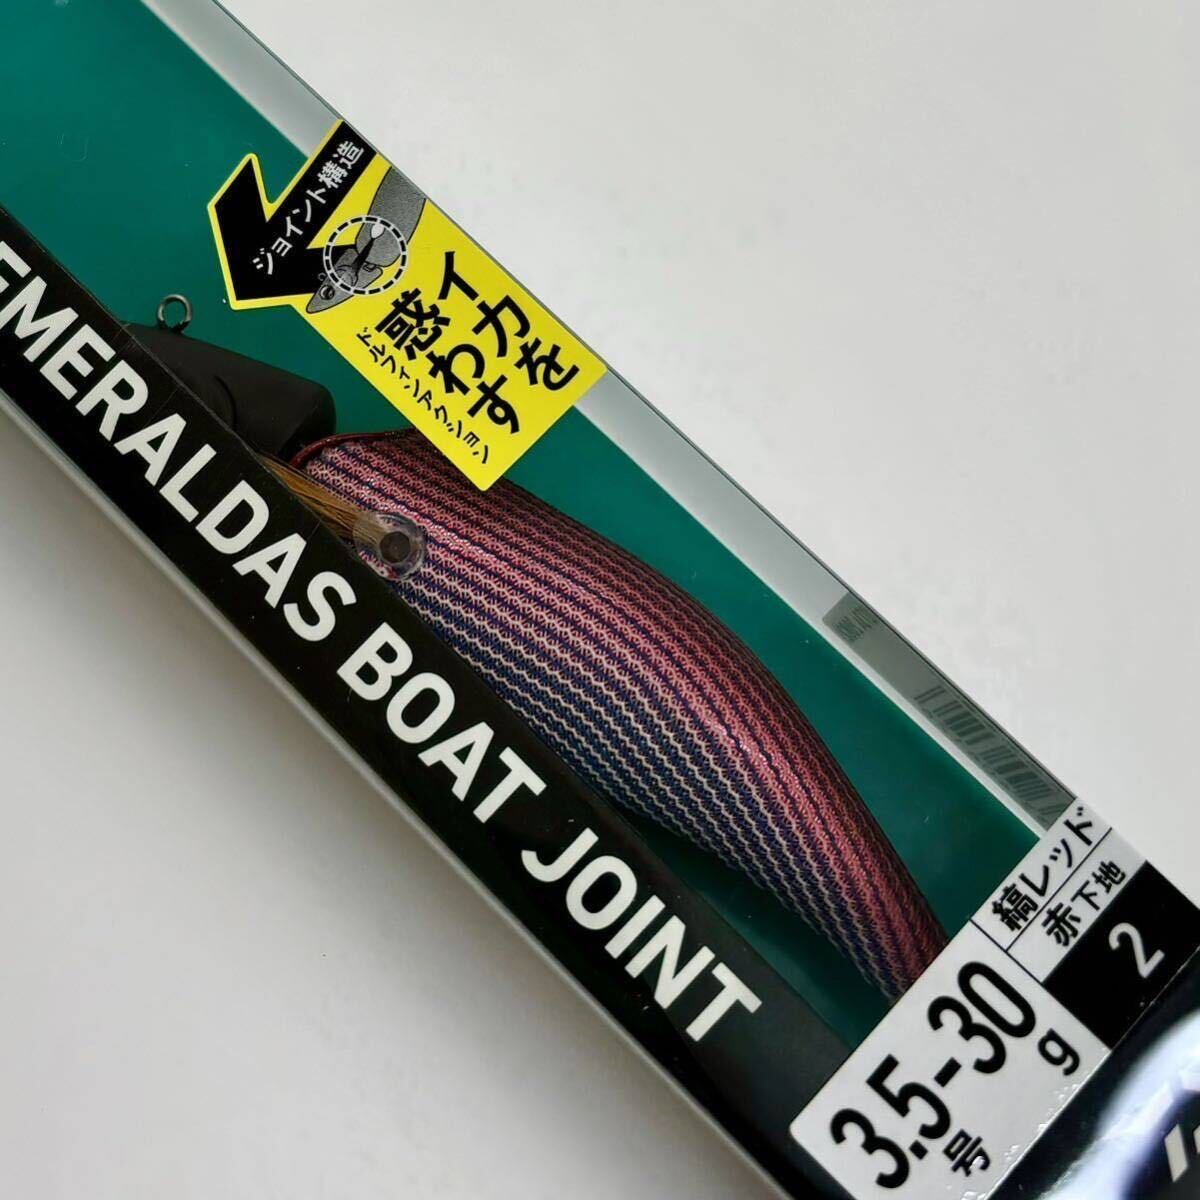 ジョイント構造
イカを
惑わす
ドルフィンアクション
EMERALDAS BOAT JOINT
縞レッド
赤下地
2
3.5号-30g